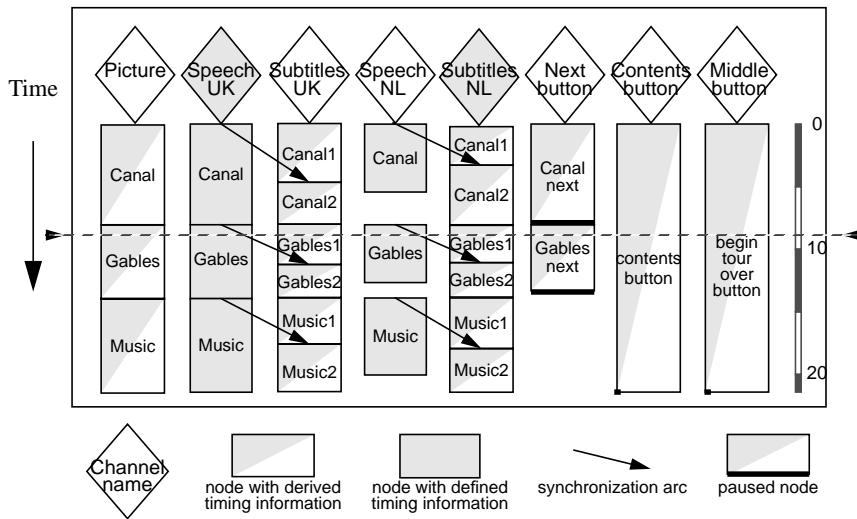 Time
Picture
Speech
UK
Subtitles
UK
Speech
NL
Subtitles
NL
Next
button
Contents
button
Middle
button
0
10
20
Canal
Gables
Music
Canal
Gables
Music
Canal1
Canal2
Gables1
Gables2
Music1
Music2
Canal
Gables
Music
Canal1
Canal2
Gables1
Gables2
Music1
Music2
Canal
next
Gables
next
contents
button
begin
tour
over
button
Channel
name
node with derived
timing information
node with defined
timing information
synchronization arc
paused node